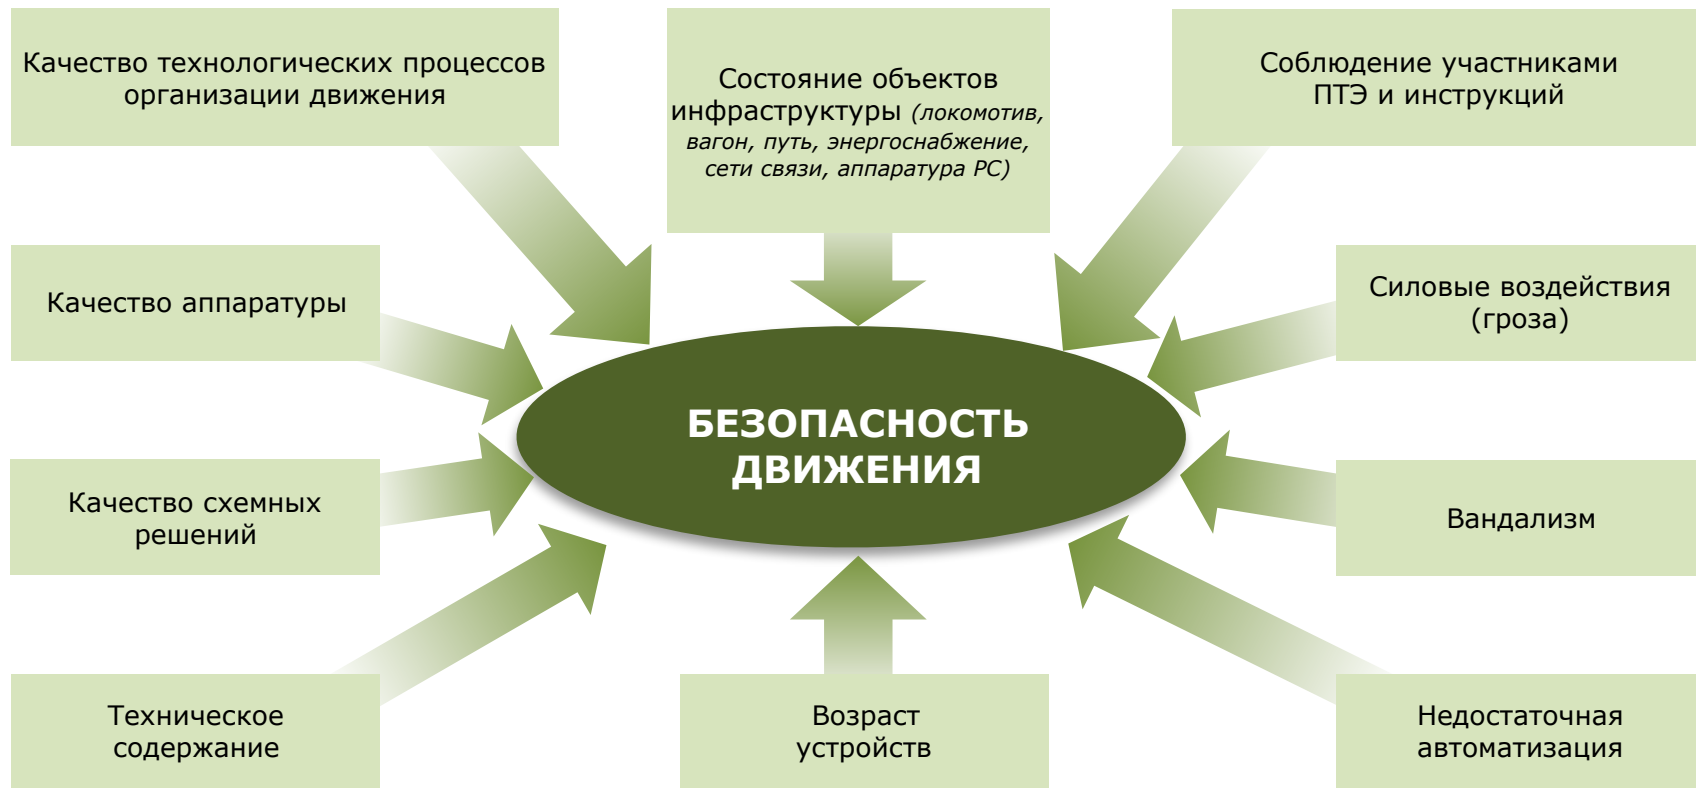 Качество технологических процессов
организации движения
Состояние объектов
инфраструктуры (локомотив,
вагон, путь, энергоснабжение,
сети связи, аппаратура РС)
Соблюдение участниками
ПТЭ и инструкций
Качество аппаратуры
Силовые воздействия
(гроза)
БЕЗОПАСНОСТЬ
ДВИЖЕНИЯ
Качество схемных
решений
Вандализм
Техническое
содержание
Возраст
устройств
Недостаточная
автоматизация